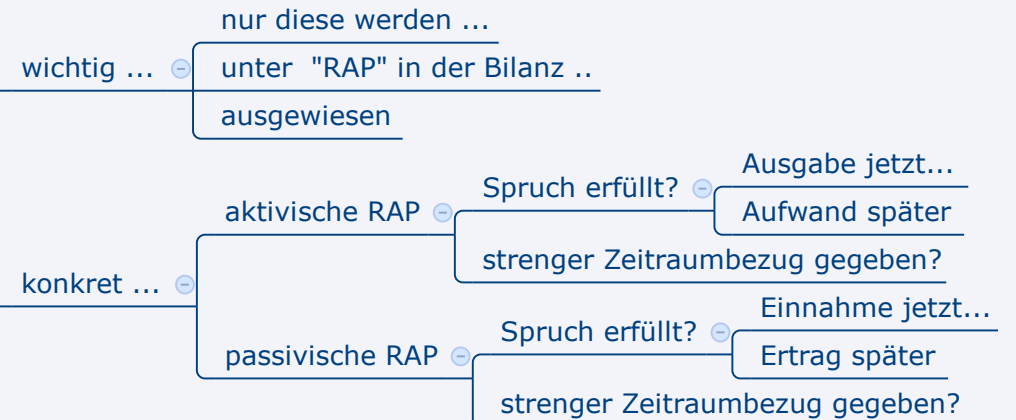 nur diese werden ...
wichtig ...
unter "RAP" in der Bilanz ..
ausgewiesen
Ausgabe jetzt...
Spruch erfüllt?
aktivische RAP
Aufwand später
strenger Zeitraumbezug gegeben?
konkret ...
Einnahme jetzt...
Spruch erfüllt?
passivische RAP
Ertrag später
strenger Zeitraumbezug gegeben?